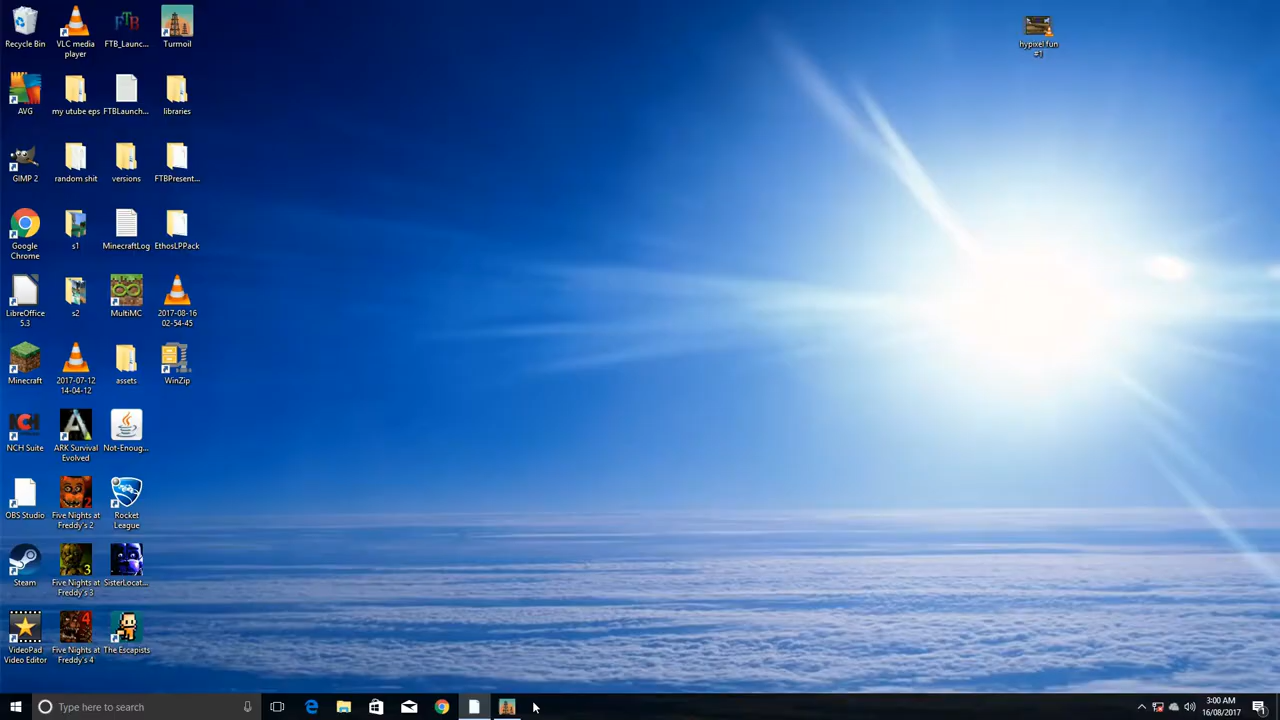 Recycle Bin
VLC media
player
FTB_Launc...
Turmoil
hypixel fun
#1
AVG
my utube eps
FTBLaunch...
libraries
GIMP 2
random shit
versions
FTBPresent...
Google
Chrome
s1
MinecraftLog
EthosLPPack
LibreOffice
5.3
s2
MultiMC
2017-08-16
02-54-45
Minecraft
2017-07-12
14-04-12
assets
WinZip
NCH Suite
ARK Survival
Evolved
Not-Enoug...
OBS Studio
Five Nights at
Freddy's 2
Rocket
League
Steam
Five Nights at
Freddy's 3
SisterLocat...
VideoPad
Video Editor
Five Nights at
Freddy's 4
The Escapists
Type here to search
3:00 AM
16/08/2017